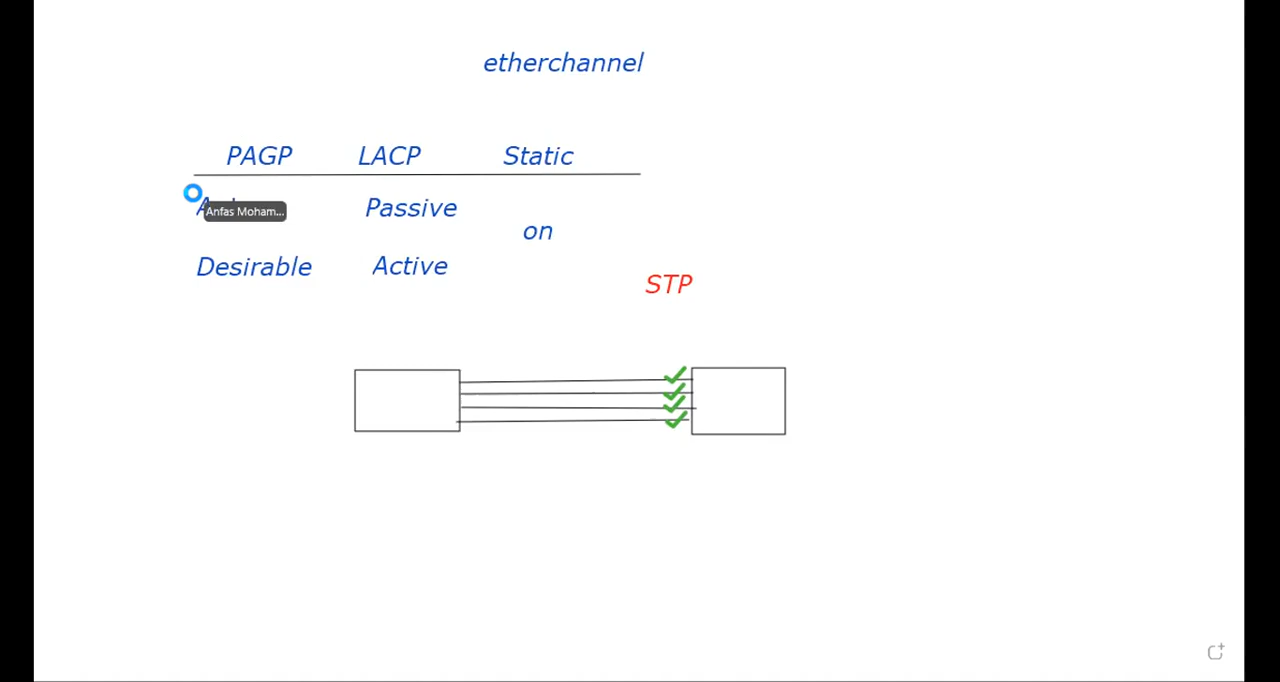 etherchannel
PAGP LACP Static
Passive
Anfas Moham...
on
Desirable Active
STP